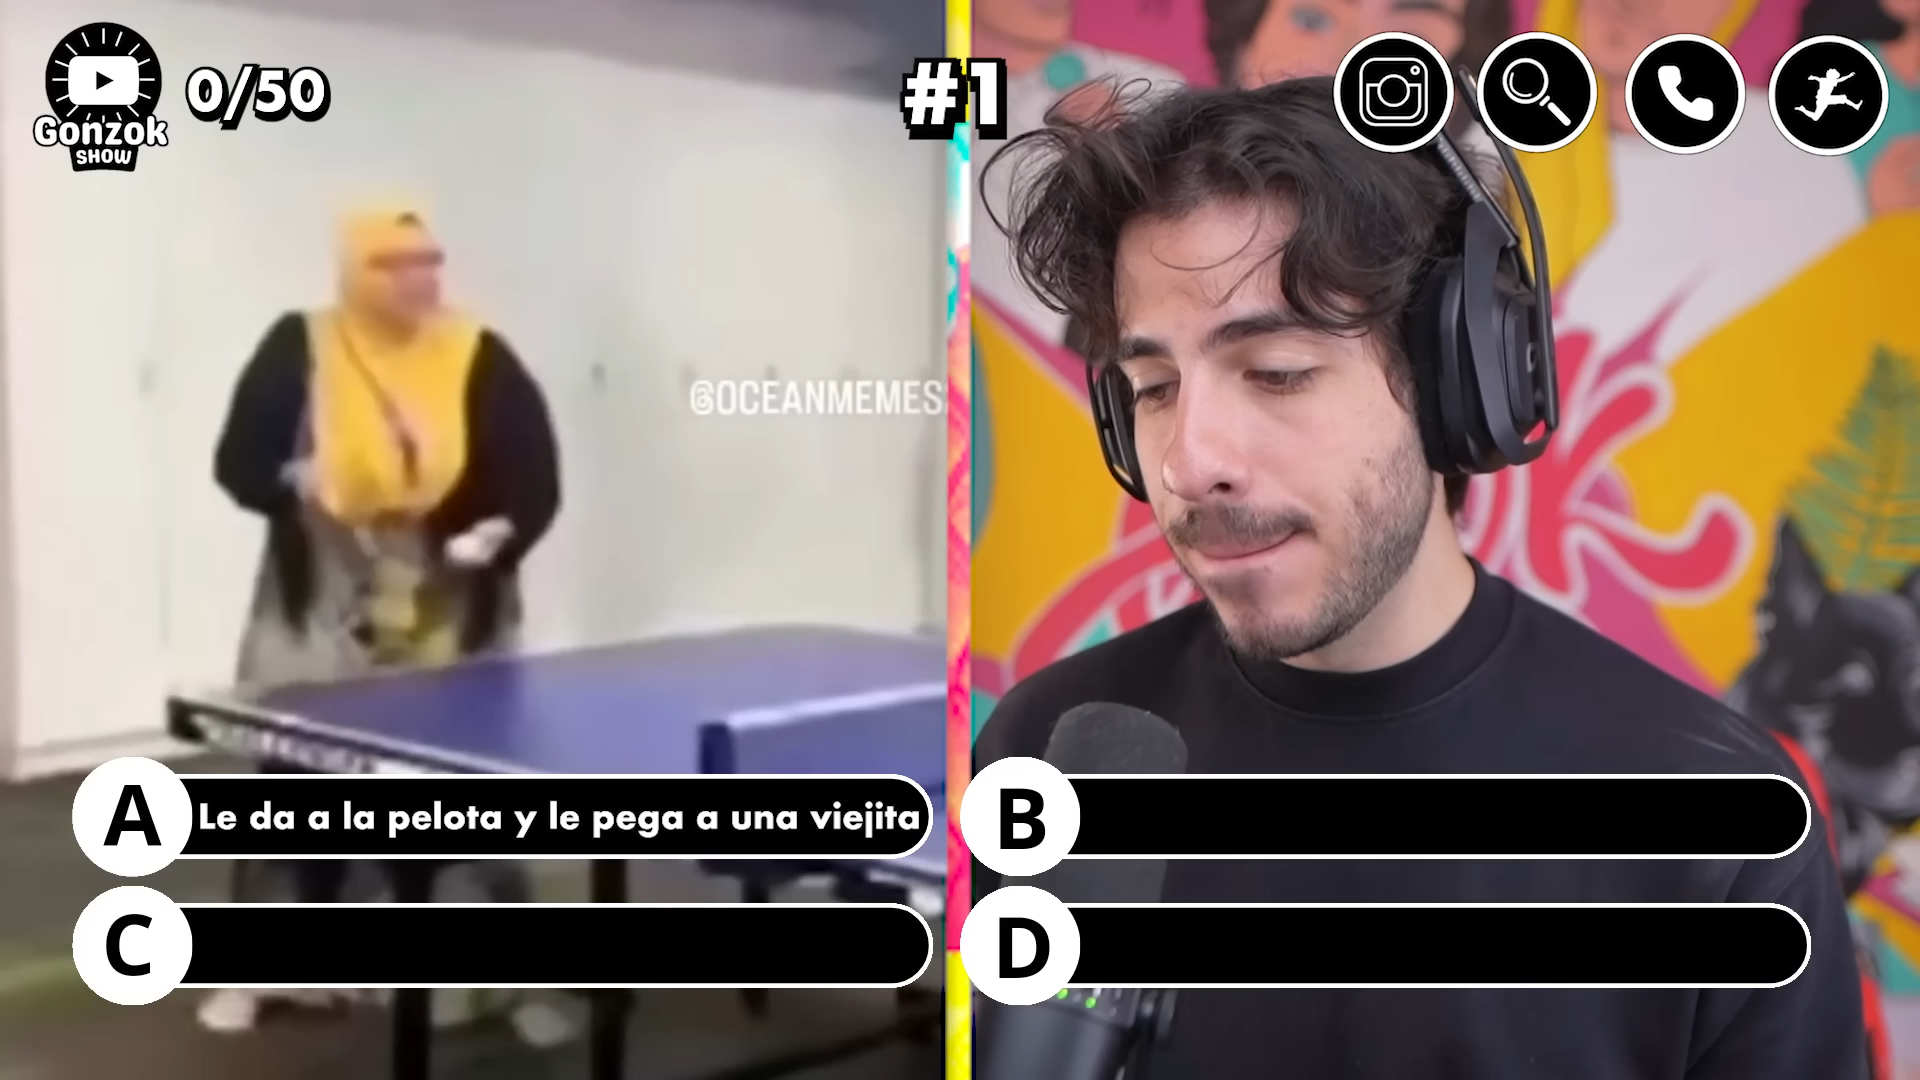 Gonzok
SHOW
0/50
#1
@OCEANMEMES
A Le da a la pelota y le pega a una viejita
B
C
D